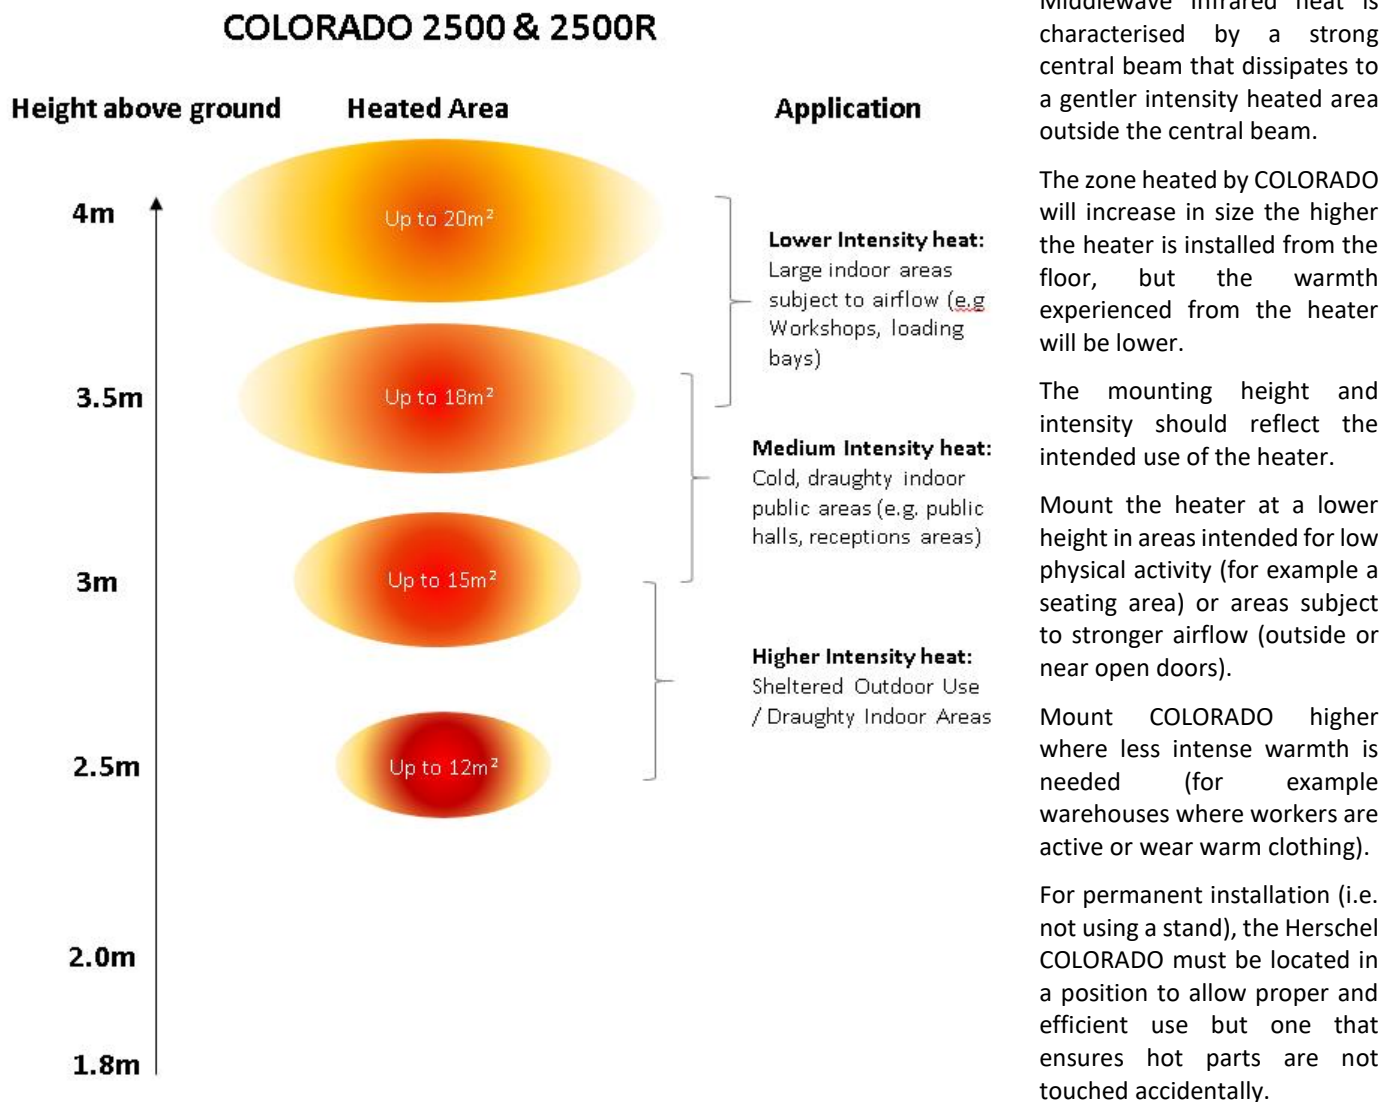 COLORADO 2500 & 2500R
Height above ground
Heated Area
Application
4m
Up to 20m²
Lower Intensity heat:
Large indoor areas
subject to airflow (e.g
Workshops, loading
bays)
3.5m
Up to 18m²
Medium Intensity heat:
Cold, draughty indoor
public areas (e.g. public
halls, receptions areas)
3m
Up to 15m²
Higher Intensity heat:
Sheltered Outdoor Use
/ Draughty Indoor Areas
2.5m
Up to 12m²
2.0m
1.8m
Middlewave infrared heat is
characterised by a strong
central beam that dissipates to
a gentler intensity heated area
outside the central beam.
The zone heated by COLORADO
will increase in size the higher
the heater is installed from the
floor, but the warmth
experienced from the heater
will be lower.
The mounting height and
intensity should reflect the
intended use of the heater.
Mount the heater at a lower
height in areas intended for low
physical activity (for example a
seating area) or areas subject
to stronger airflow (outside or
near open doors).
Mount COLORADO higher
where less intense warmth is
needed (for example
warehouses where workers are
active or wear warm clothing).
For permanent installation (i.e.
not using a stand), the Herschel
COLORADO must be located in
a position to allow proper and
efficient use but one that
ensures hot parts are not
touched accidentally.